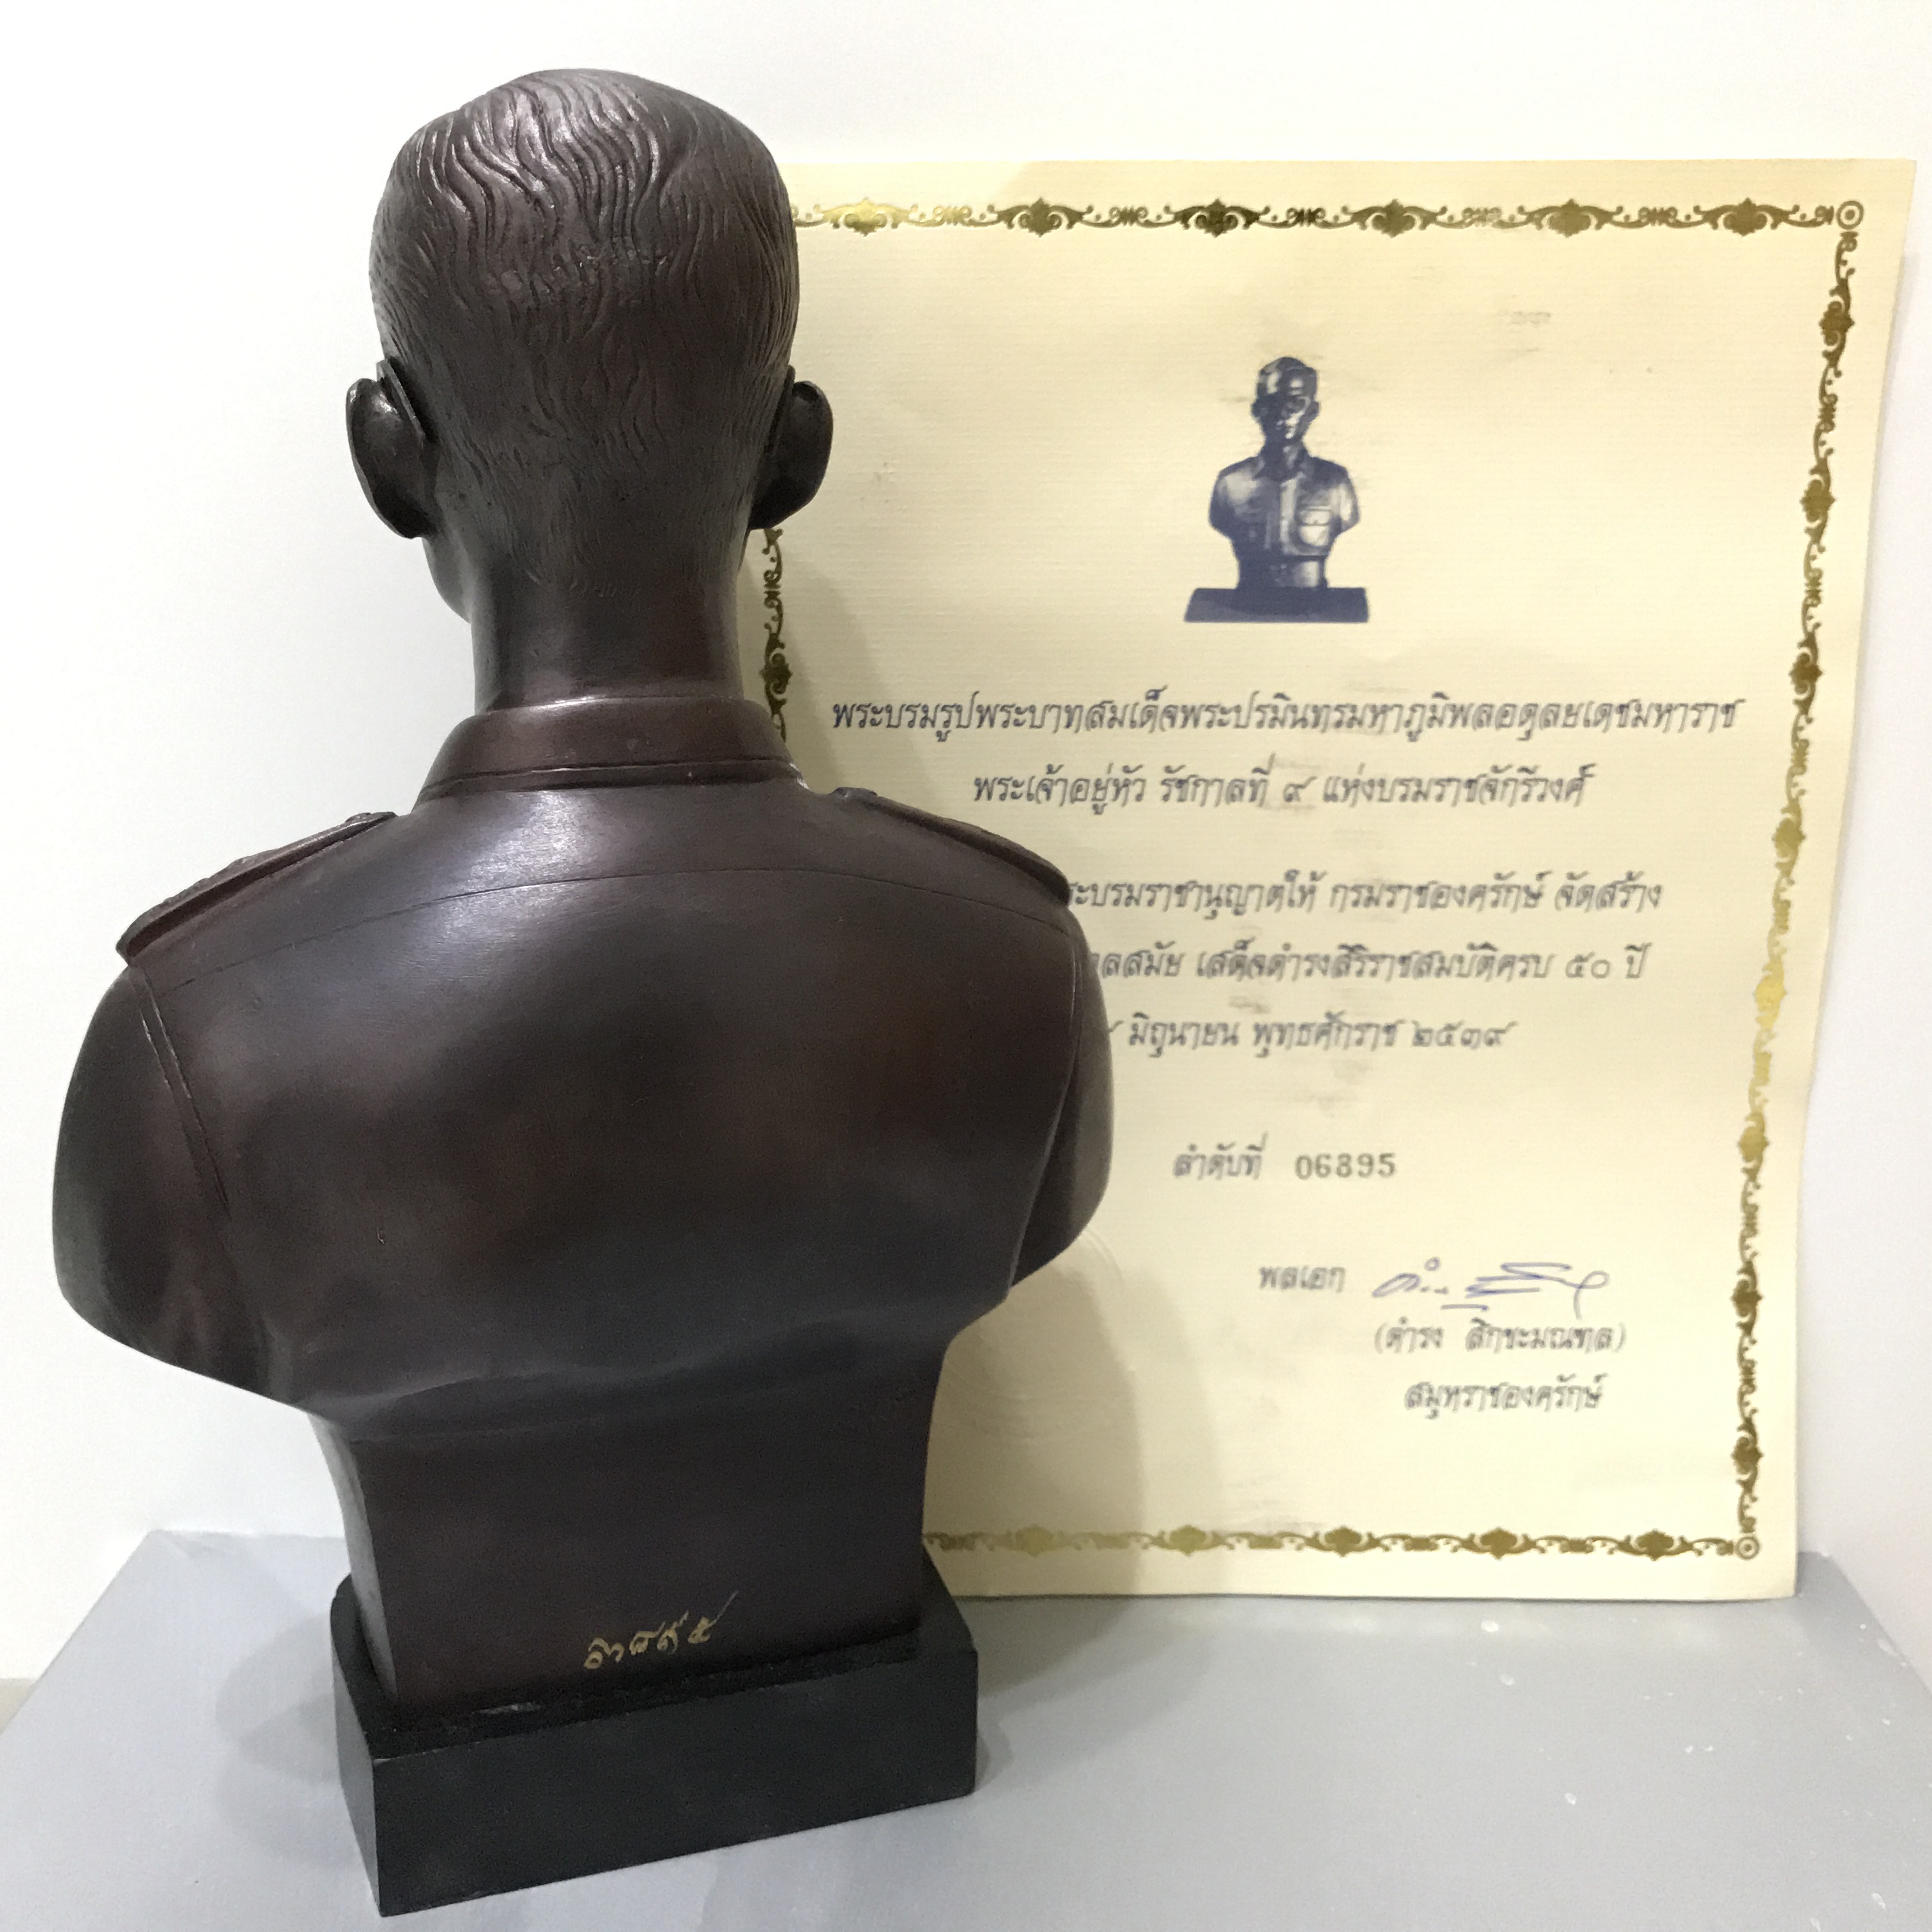 พระบรมรูปพระบาทสมเด็จพระปรมินทรมหาภูมิพลอดุลยเดชมหาราช
พระเจ้าอยู่หัว รัชกาลที่ ๙ แห่งบรมราชจักรีวงศ์
ระบรมราชานุญาตให้ กรมราชองครักษ์ จัดสร้าง
คลสมัย เสด็จดำรงสิริราชสมบัติครบ ๕๐ ปี
มิถุนายน พุทธศักราช ๒๕๓๙
ลำดับที่ 06895
พลเอก
(ดำรง สิกขะมณฑล)
สมุหราชองครักษ์
๖๘๙๕